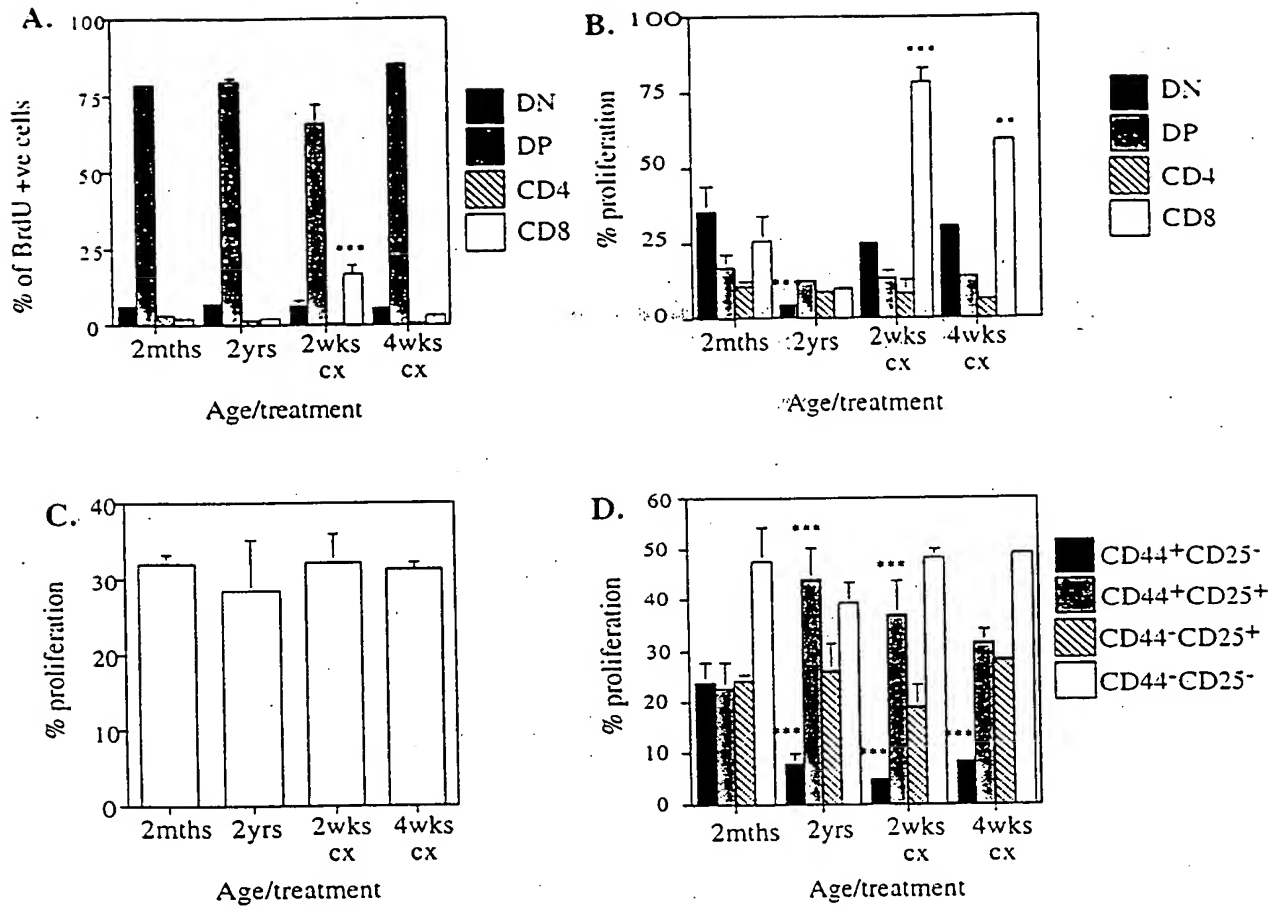 A.
100
75
50
25
0
% of BrdU +ve cells
2mths 2yrs 2wks cx 4wks cx
Age/treatment
DN
DP
CD4
CD8
B.
100
75
50
25
0
% proliferation
***
***
**
2mths 2yrs 2wks cx 4wks cx
Age/treatment
DN
DP
CD4
CD8
***
C.
40
30
20
10
0
% proliferation
2mths 2yrs 2wks cx 4wks cx
Age/treatment
D.
60
50
40
30
20
10
0
% proliferation
***
***
***
***
***
2mths 2yrs 2wks cx 4wks cx
Age/treatment
CD44+CD25-
CD44+CD25+
CD44-CD25+
CD44-CD25-